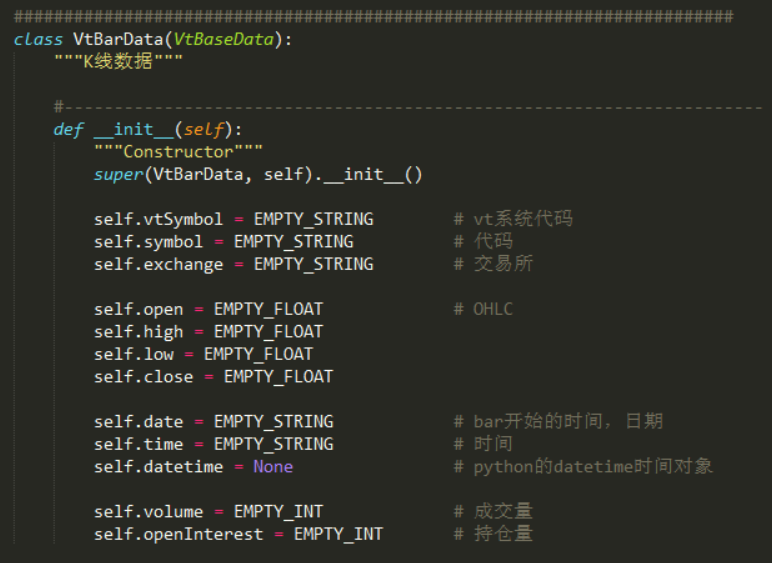 ########################################################################
class VtBarData(VtBaseData):
    """K线数据"""
    #----------------------------------------------------------------------
    def __init__(self):
        """Constructor"""
        super(VtBarData, self).__init__()
        self.vtSymbol = EMPTY_STRING        # vt系统代码
        self.symbol = EMPTY_STRING          # 代码
        self.exchange = EMPTY_STRING        # 交易所
        self.open = EMPTY_FLOAT             # OHLC
        self.high = EMPTY_FLOAT
        self.low = EMPTY_FLOAT
        self.close = EMPTY_FLOAT
        self.date = EMPTY_STRING            # bar开始的时间，日期
        self.time = EMPTY_STRING            # 时间
        self.datetime = None                # python的datetime时间对象
        self.volume = EMPTY_INT             # 成交量
        self.openInterest = EMPTY_INT       # 持仓量